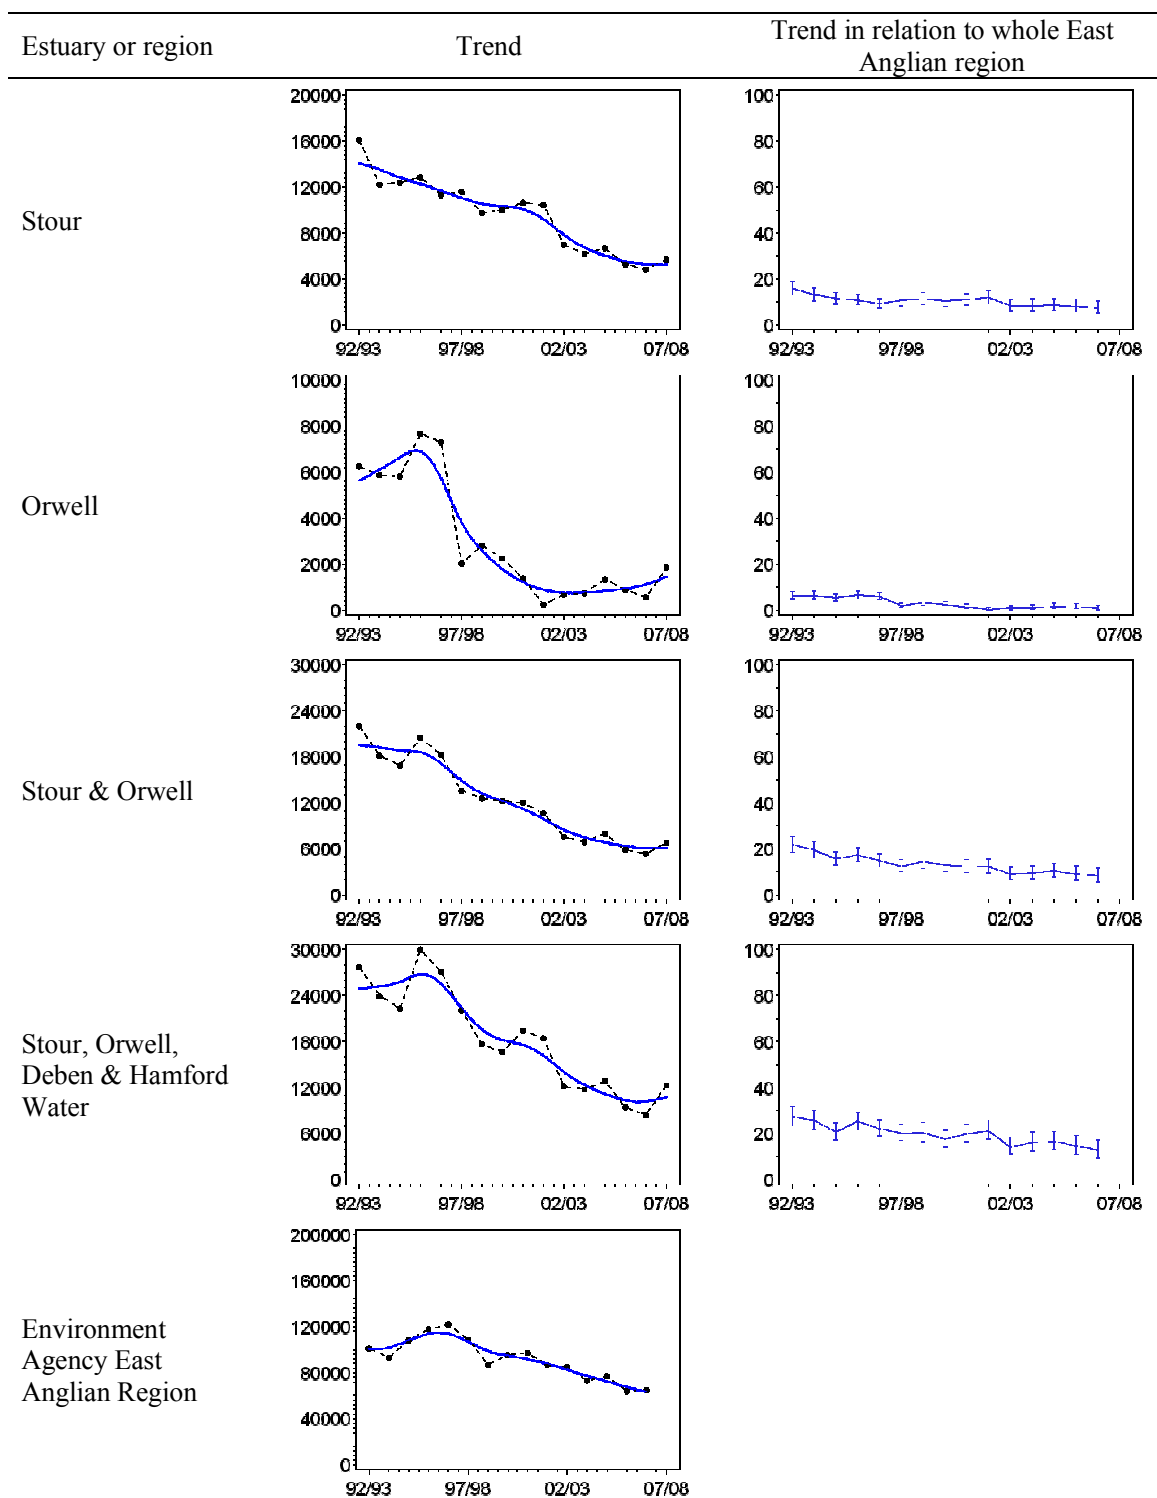 Estuary or region
Trend
Trend in relation to whole East
Anglian region
Stour
20000
16000
12000
8000
4000
0
92/93 97/98 02/03 07/08
100
80
60
40
20
0
92/93 97/98 02/03 07/08
Orwell
10000
8000
6000
4000
2000
0
92/93 97/98 02/03 07/08
100
80
60
40
20
0
92/93 97/98 02/03 07/08
Stour & Orwell
30000
24000
18000
12000
6000
0
92/93 97/98 02/03 07/08
100
80
60
40
20
0
92/93 97/98 02/03 07/08
Stour, Orwell,
Deben & Hamford
Water
30000
24000
18000
12000
6000
0
92/93 97/98 02/03 07/08
100
80
60
40
20
0
92/93 97/98 02/03 07/08
Environment
Agency East
Anglian Region
200000
160000
120000
80000
40000
0
92/93 97/98 02/03 07/08